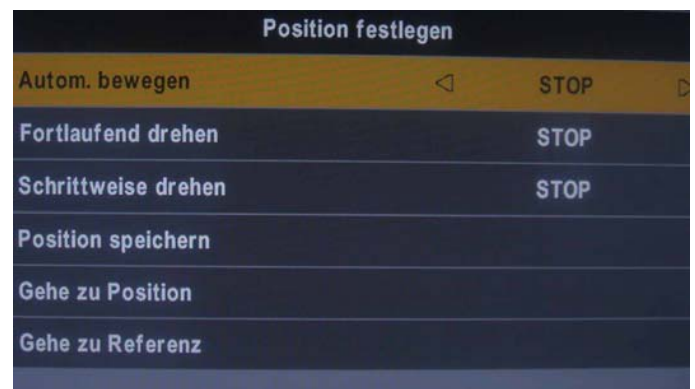 Position festlegen
Autom. bewegen STOP
Fortlaufend drehen STOP
Schrittweise drehen STOP
Position speichern
Gehe zu Position
Gehe zu Referenz